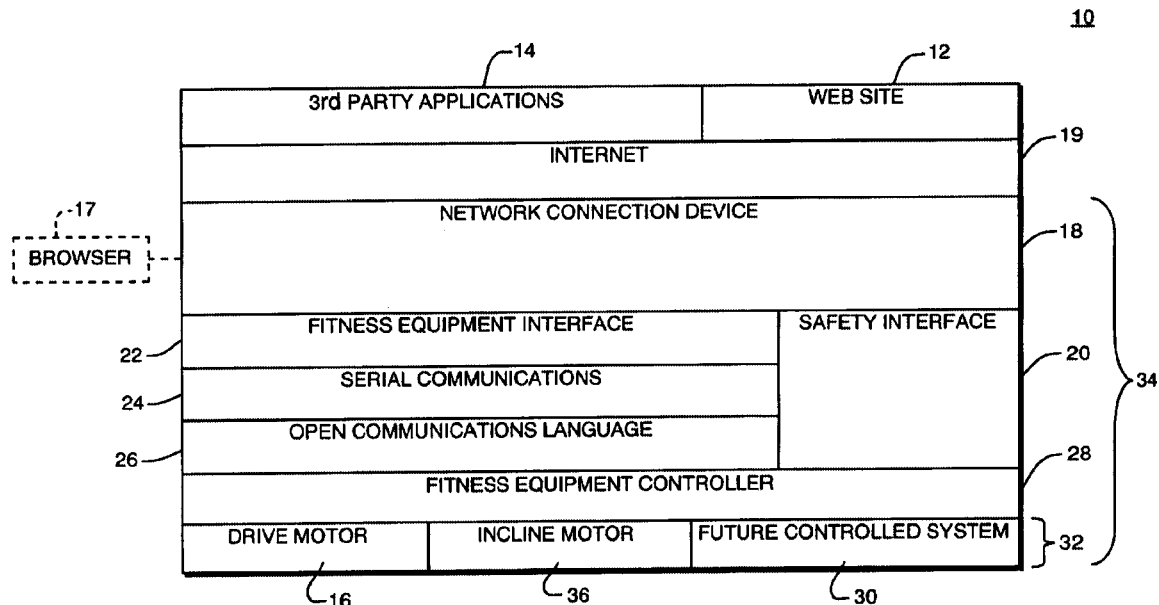 10
14
12
3rd PARTY APPLICATIONS
WEB SITE
INTERNET
19
NETWORK CONNECTION DEVICE
17
BROWSER
18
FITNESS EQUIPMENT INTERFACE
SAFETY INTERFACE
22
20
34
SERIAL COMMUNICATIONS
24
OPEN COMMUNICATIONS LANGUAGE
26
28
FITNESS EQUIPMENT CONTROLLER
DRIVE MOTOR
INCLINE MOTOR
FUTURE CONTROLLED SYSTEM
32
16
36
30